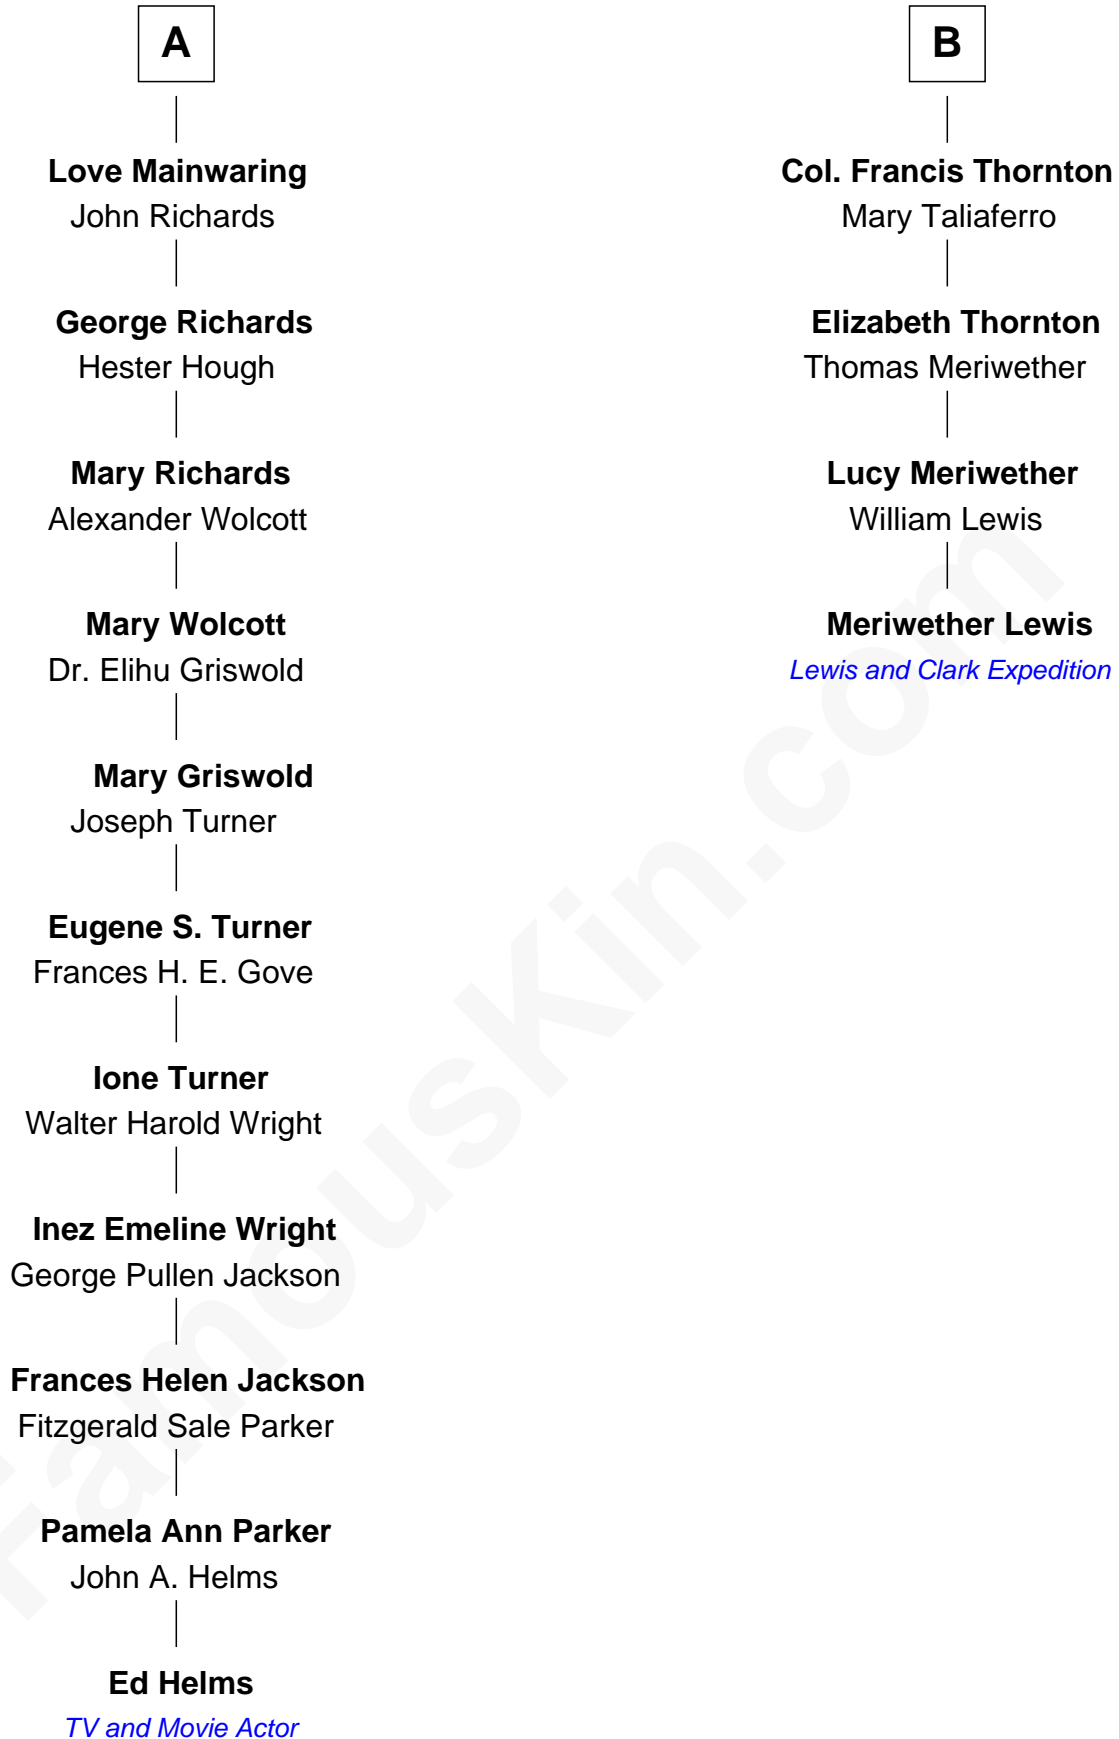 A
Love Mainwaring
John Richards
George Richards
Hester Hough
Mary Richards
Alexander Wolcott
Mary Wolcott
Dr. Elihu Griswold
Mary Griswold
Joseph Turner
Eugene S. Turner
Frances H. E. Gove
Ione Turner
Walter Harold Wright
Inez Emeline Wright
George Pullen Jackson
Frances Helen Jackson
Fitzgerald Sale Parker
Pamela Ann Parker
John A. Helms
Ed Helms
TV and Movie Actor
B
Col. Francis Thornton
Mary Taliaferro
Elizabeth Thornton
Thomas Meriwether
Lucy Meriwether
William Lewis
Meriwether Lewis
Lewis and Clark Expedition
FamousKin.com